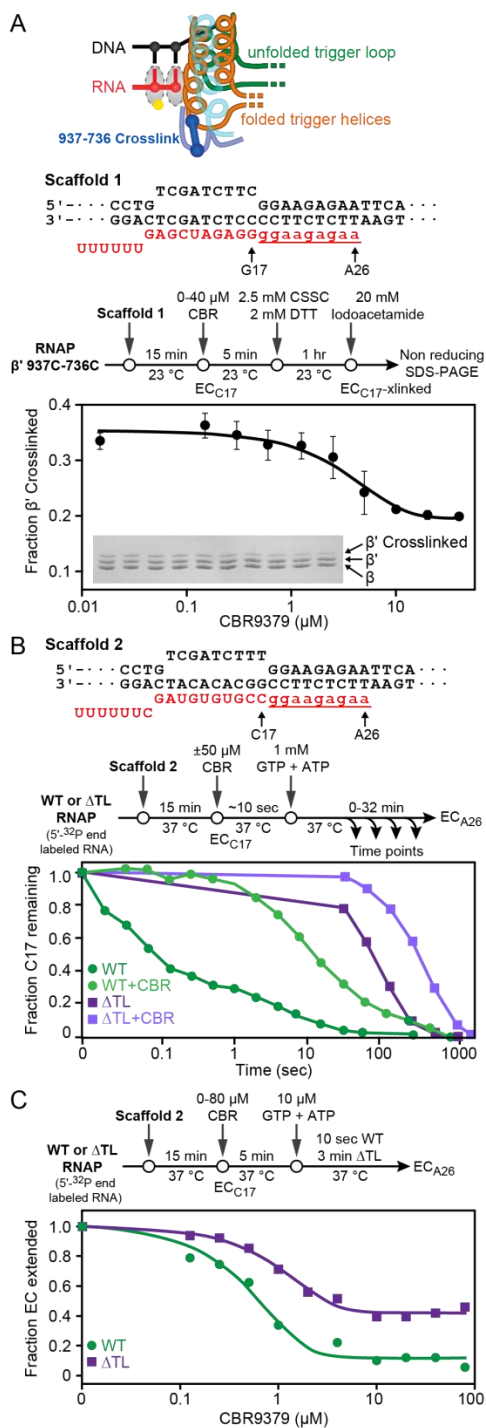 A
DNA
unfolded trigger loop
RNA
folded trigger helices
937-736 Crosslink
Scaffold 1
TCGATCTTC
5'-··· CCTG GGAAGAGAATTCA ···
3'-··· GGACTCGATCTCCCCTTCTCTTAAGT ···
GAGCUAGAGGggaagagaa
UUUUUU
G17 A26
0-40 µM
CBR
2.5 mM CSSC
2 mM DTT
20 mM
Iodoacetamide
Scaffold 1
RNAP
β' 937C-736C
15 min
23 °C
5 min
23 °C
1 hr
23 °C
Non reducing
SDS-PAGE
ECC17
ECC17-xlinked
Fraction β' Crosslinked
0.4
0.3
0.2
0.1
β' Crosslinked
β'
β
0.01 0.1 1 10
CBR9379 (µM)
B
Scaffold 2
TCGATCTTT
5'-··· CCTG GGAAGAGAATTCA ···
3'-··· GGACTACACACGGCCTTCTCTTAAGT ···
GAUGUGUGCCggaagagaa
UUUUUUC
C17 A26
±50 µM
CBR
1 mM
GTP + ATP
Scaffold 2
WT or ΔTL
RNAP
(5'-32P end
labeled RNA)
15 min
37 °C
~10 sec
37 °C
37 °C
0-32 min
ECA26
ECC17
Time points
Fraction C17 remaining
1.0
0.8
0.6
0.4
0.2
0
WT
WT+CBR
ΔTL
ΔTL+CBR
0 0.1 1 10 100 1000
Time (sec)
C
0-80 µM
CBR
10 µM
GTP + ATP
Scaffold 2
WT or ΔTL
RNAP
(5'-32P end
labeled RNA)
15 min
37 °C
5 min
37 °C
10 sec WT
3 min ΔTL
37 °C
ECA26
ECC17
Fraction EC extended
1.0
0.8
0.6
0.4
0.2
0
WT
ΔTL
0 0.1 1 10 100
CBR9379 (µM)